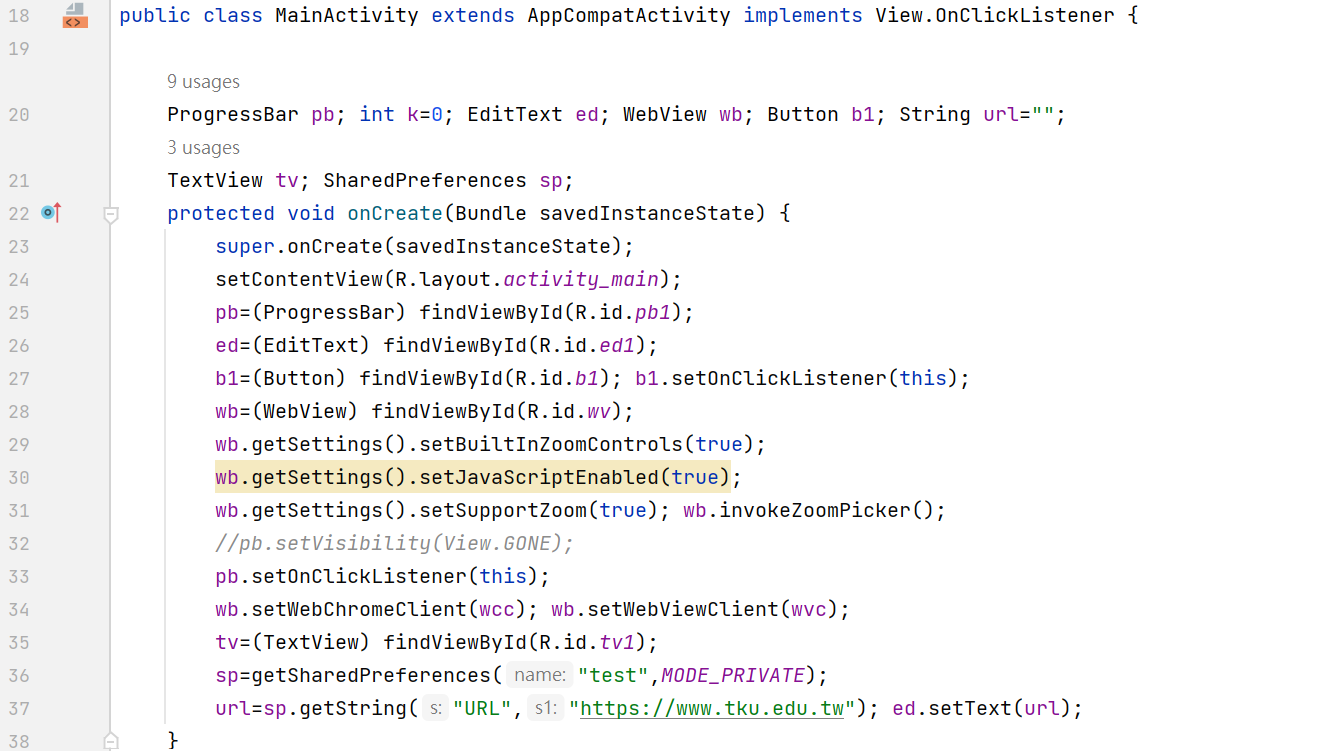 18 public class MainActivity extends AppCompatActivity implements View.OnClickListener {
19
9 usages
20 ProgressBar pb; int k=0; EditText ed; WebView wb; Button b1; String url="";
3 usages
21 TextView tv; SharedPreferences sp;
22 protected void onCreate(Bundle savedInstanceState) {
23 super.onCreate(savedInstanceState);
24 setContentView(R.layout.activity_main);
25 pb=(ProgressBar) findViewById(R.id.pb1);
26 ed=(EditText) findViewById(R.id.ed1);
27 b1=(Button) findViewById(R.id.b1); b1.setOnClickListener(this);
28 wb=(WebView) findViewById(R.id.wv);
29 wb.getSettings().setBuiltInZoomControls(true);
30 wb.getSettings().setJavaScriptEnabled(true);
31 wb.getSettings().setSupportZoom(true); wb.invokeZoomPicker();
32 //pb.setVisibility(View.GONE);
33 pb.setOnClickListener(this);
34 wb.setWebChromeClient(wcc); wb.setWebViewClient(wvc);
35 tv=(TextView) findViewById(R.id.tv1);
36 sp=getSharedPreferences( name: "test",MODE_PRIVATE);
37 url=sp.getString( s: "URL", s1: "https://www.tku.edu.tw"); ed.setText(url);
38 }